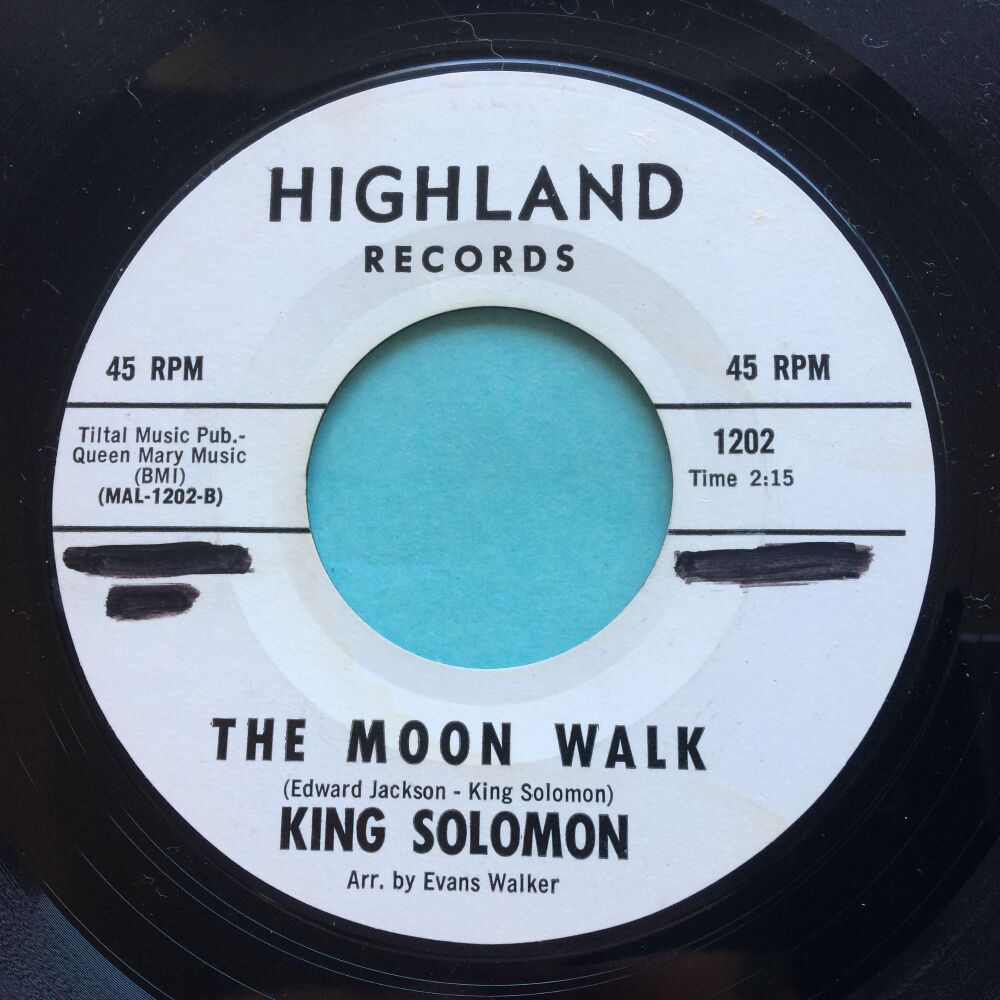 HIGHLAND
RECORDS
45 RPM
45 RPM
Tiltal Music Pub.-
Queen Mary Music
(BMI)
(MAL-1202-B)
1202
Time 2:15
THE MOON WALK
(Edward Jackson - King Solomon)
KING SOLOMON
Arr. by Evans Walker